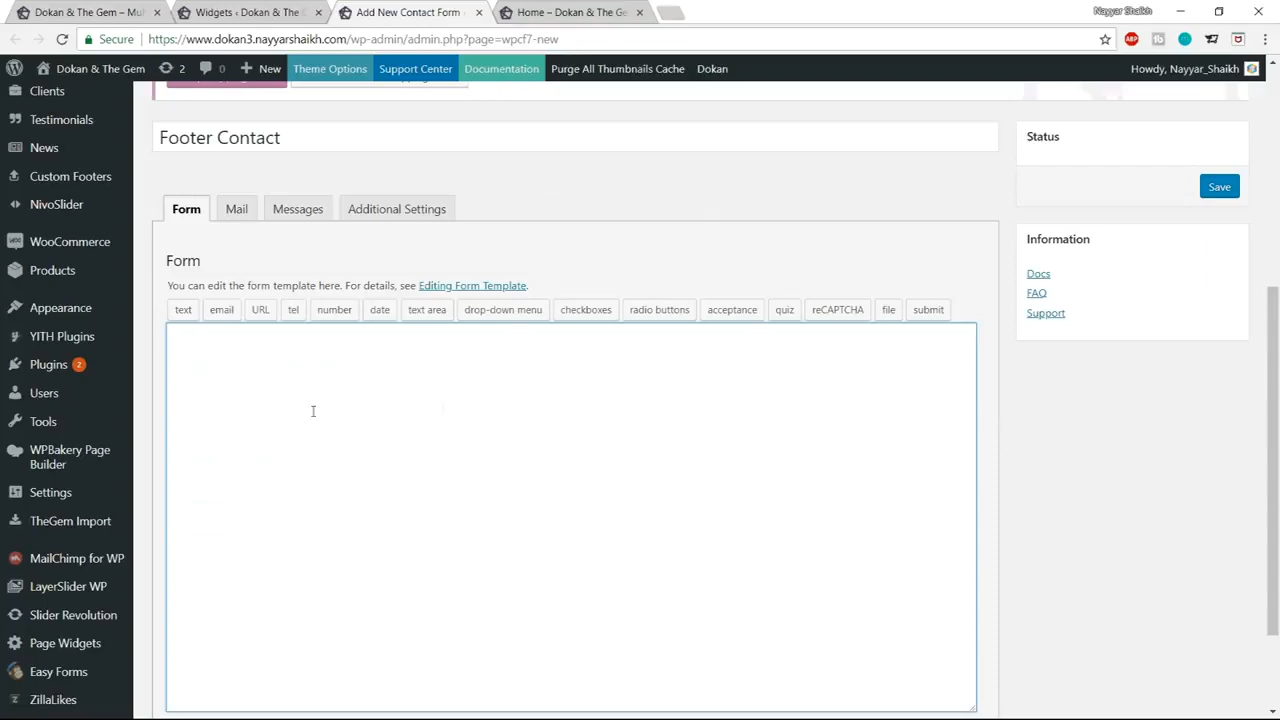 Dokan & The Gem – Mul
Widgets ‹ Dokan & The G
Add New Contact Form
Home – Dokan & The Ge
Nayyar Shaikh
Secure
https://www.dokan3.nayyarshaikh.com/wp-admin/admin.php?page=wpcf7-new
ABP
Dokan & The Gem
2
0
New
Theme Options
Support Center
Documentation
Purge All Thumbnails Cache
Dokan
Howdy, Nayyar_Shaikh
Clients
Testimonials
News
Custom Footers
NivoSlider
WooCommerce
Products
Appearance
YITH Plugins
Plugins 2
Users
Tools
WPBakery Page
Builder
Settings
TheGem Import
MailChimp for WP
LayerSlider WP
Slider Revolution
Page Widgets
Easy Forms
Z ZillaLikes
Footer Contact
Form
Mail
Messages
Additional Settings
Form
You can edit the form template here. For details, see Editing Form Template.
text
email
URL
tel
number
date
text area
drop-down menu
checkboxes
radio buttons
acceptance
quiz
reCAPTCHA
file
submit
Status
Save
Information
Docs
FAQ
Support